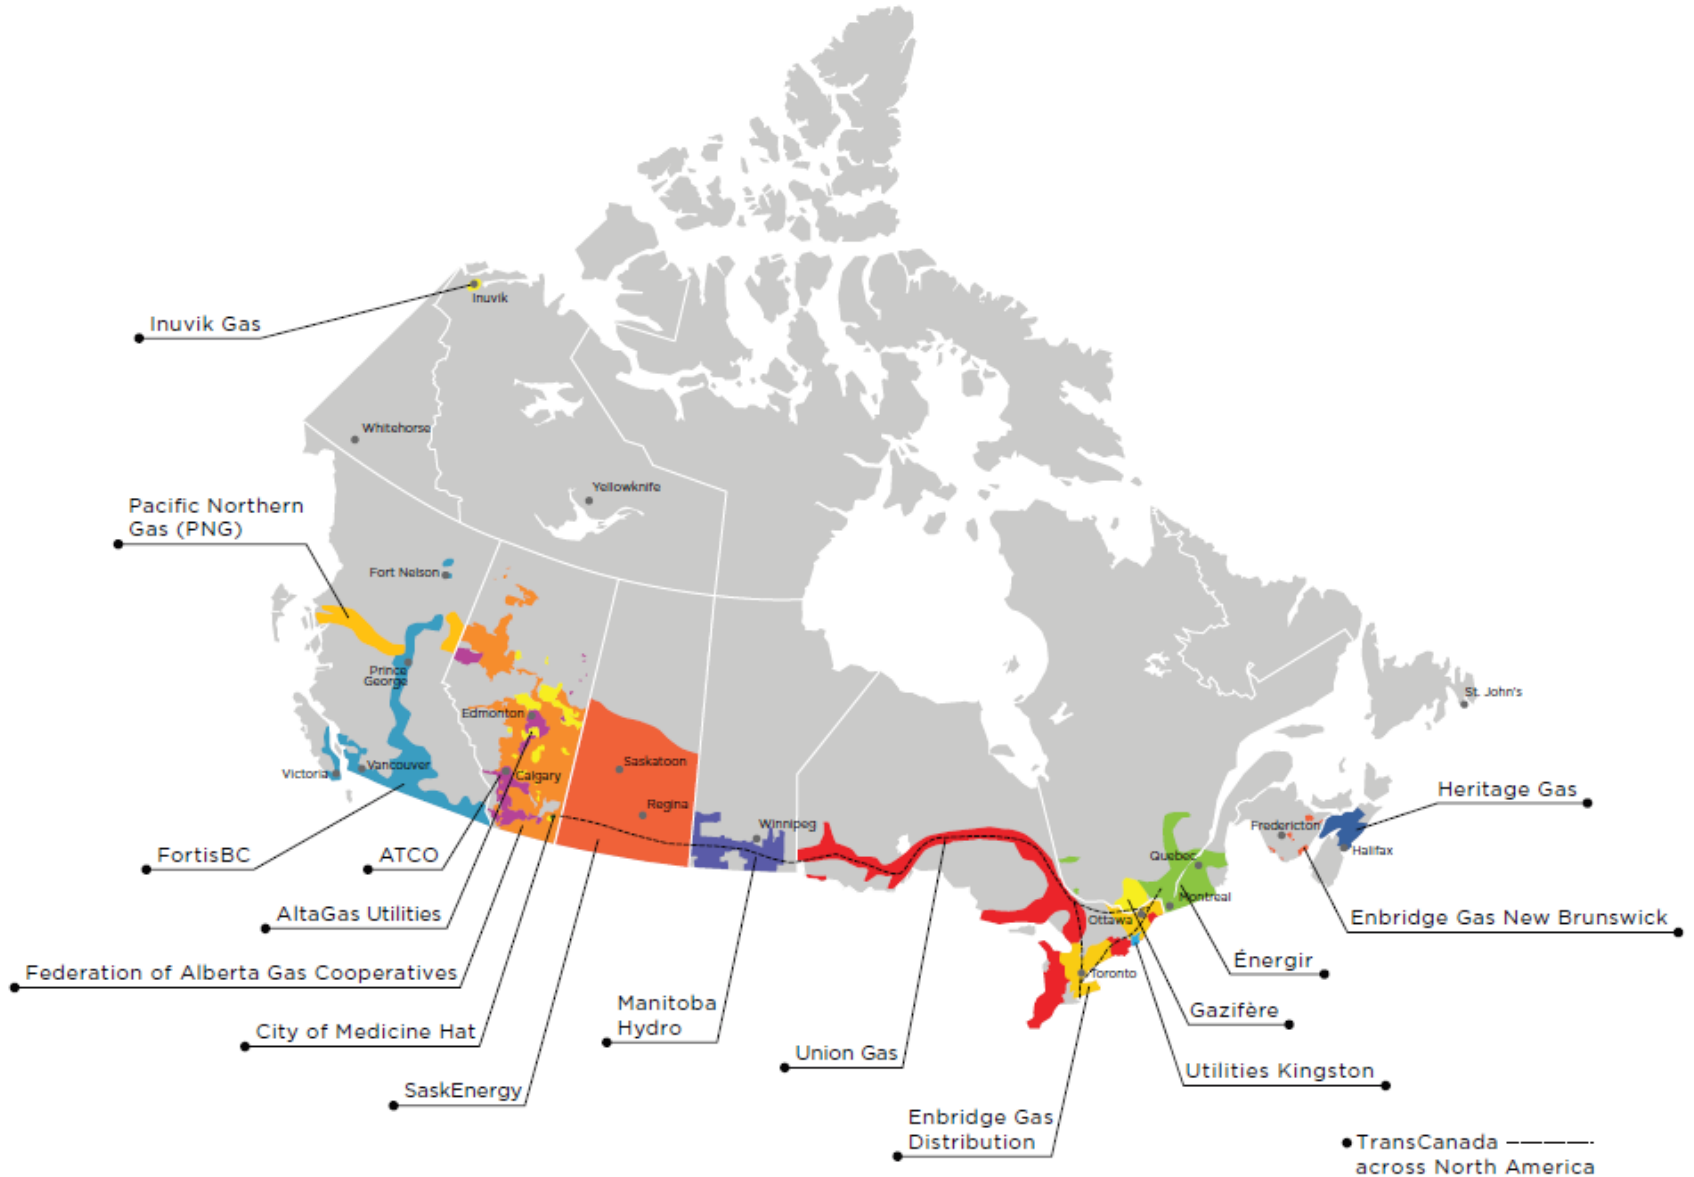 Inuvik
Inuvik Gas
Whitehorse
Yellowknife
Pacific Northern
Gas (PNG)
Fort Nelson
Prince
George
Edmonton
St. John's
Saskatoon
Vancouver
Victoria
Calgary
Regina
Winnipeg
Heritage Gas
Fredericton
Halifax
Quebec
Montreal
Ottawa
FortisBC
ATCO
AltaGas Utilities
Enbridge Gas New Brunswick
Énergir
Toronto
Federation of Alberta Gas Cooperatives
City of Medicine Hat
Manitoba
Hydro
Gazifère
Union Gas
Utilities Kingston
SaskEnergy
Enbridge Gas
Distribution
TransCanada
across North America